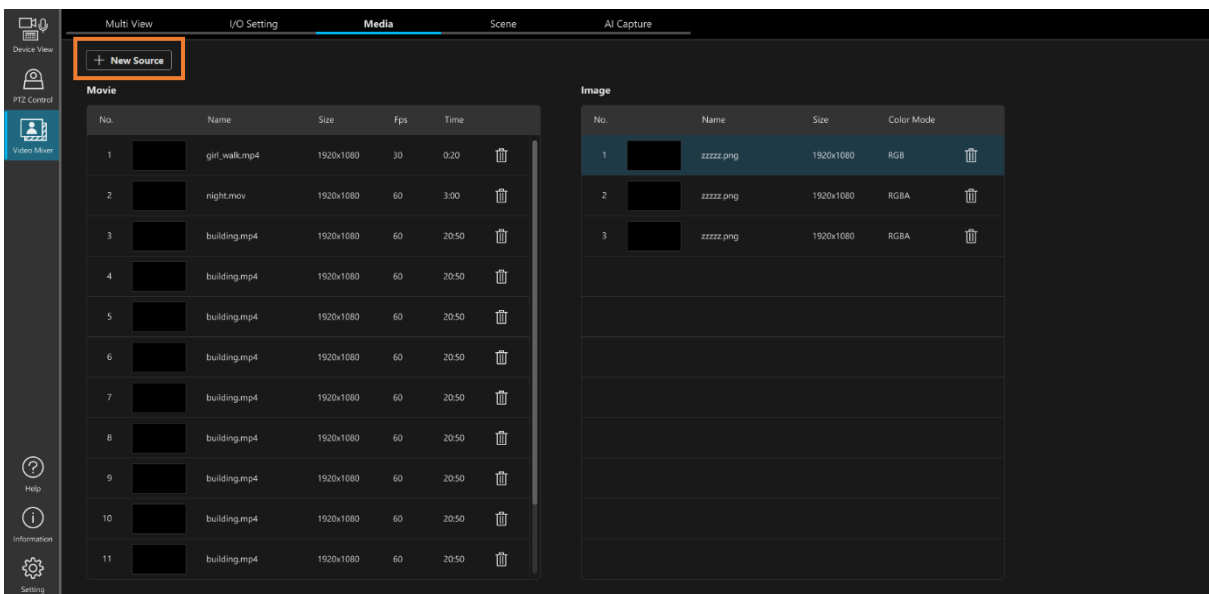 Multi View I/O Setting Media Scene AI Capture
Device View
PTZ Control
Video Mixer
Help
Information
Setting
+ New Source
Movie
No. Name Size Fps Time
1 girl_walk.mp4 1920x1080 30 0:20
2 night.mov 1920x1080 60 3:00
3 building.mp4 1920x1080 60 20:50
4 building.mp4 1920x1080 60 20:50
5 building.mp4 1920x1080 60 20:50
6 building.mp4 1920x1080 60 20:50
7 building.mp4 1920x1080 60 20:50
8 building.mp4 1920x1080 60 20:50
9 building.mp4 1920x1080 60 20:50
10 building.mp4 1920x1080 60 20:50
11 building.mp4 1920x1080 60 20:50
Image
No. Name Size Color Mode
1 zzzzz.png 1920x1080 RGB
2 zzzzz.png 1920x1080 RGBA
3 zzzzz.png 1920x1080 RGBA